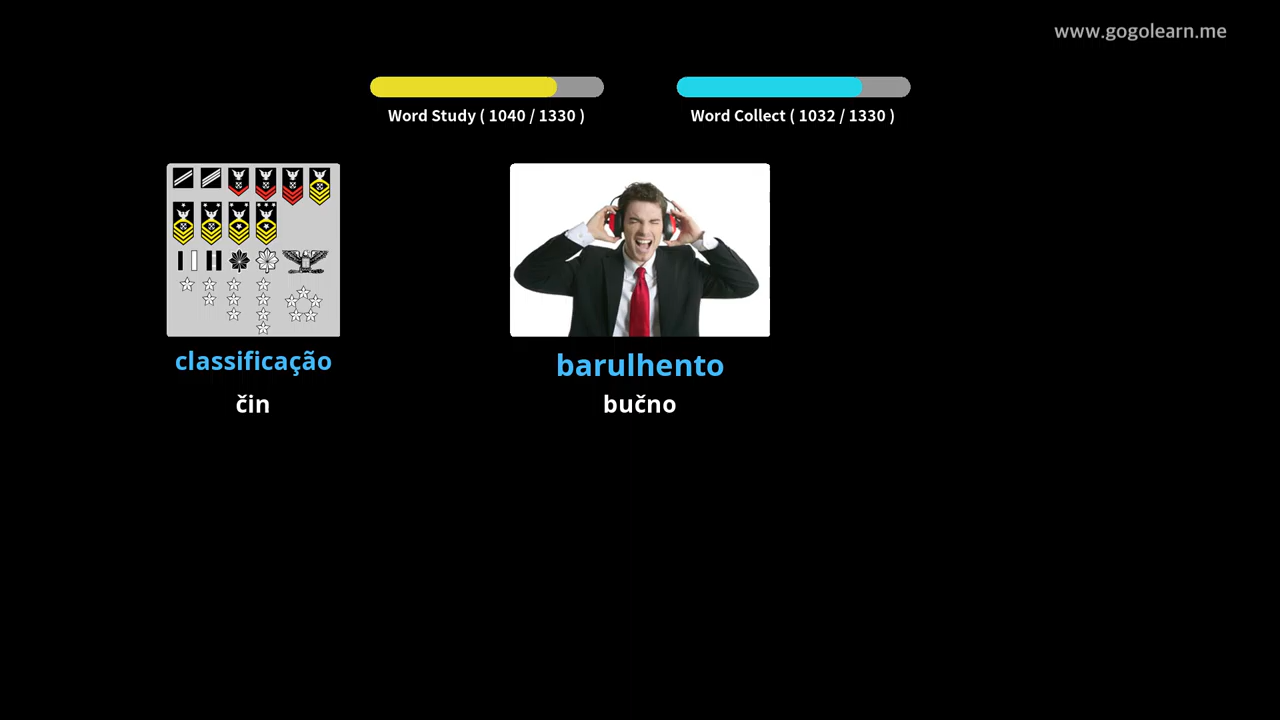 www.gogolearn.me
Word Study ( 1040 / 1330 )
Word Collect ( 1032 / 1330 )
classificação
barulhento
čin
bučno